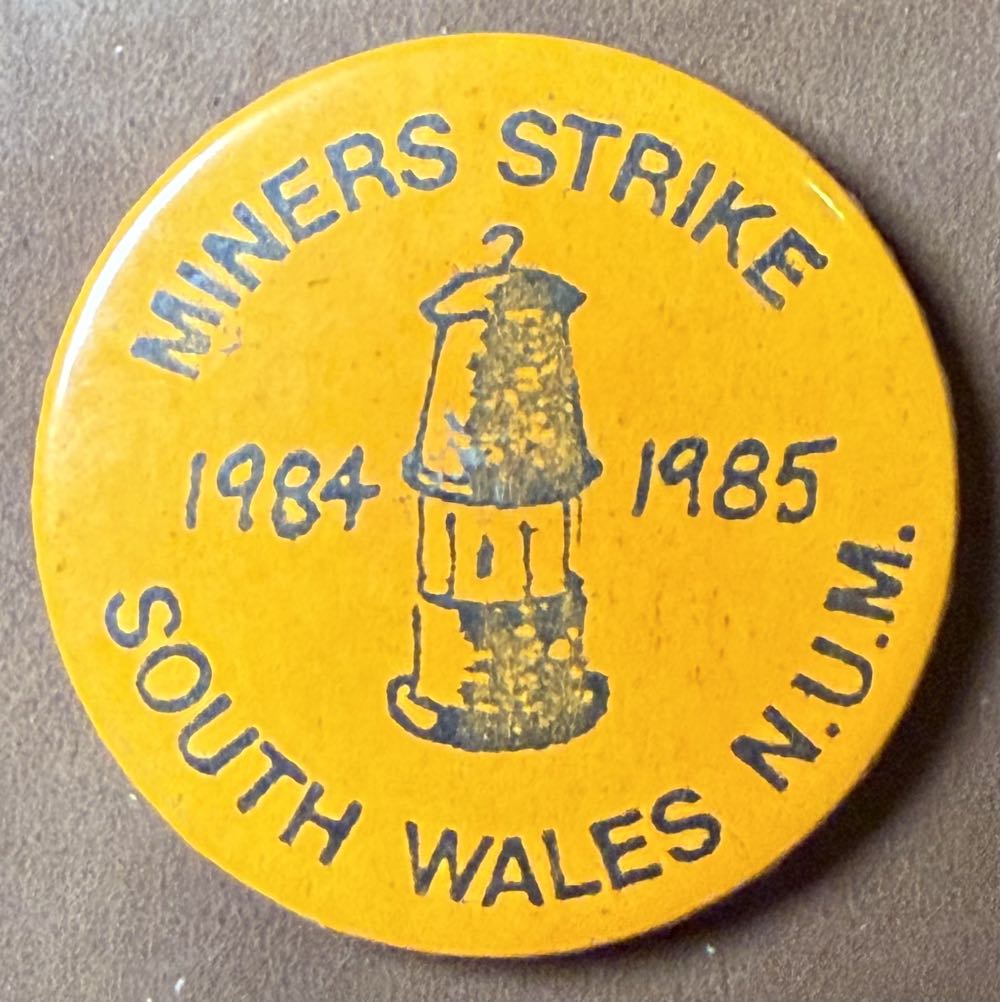 MINERS STRIKE
1984 1985
SOUTH WALES N.U.M.